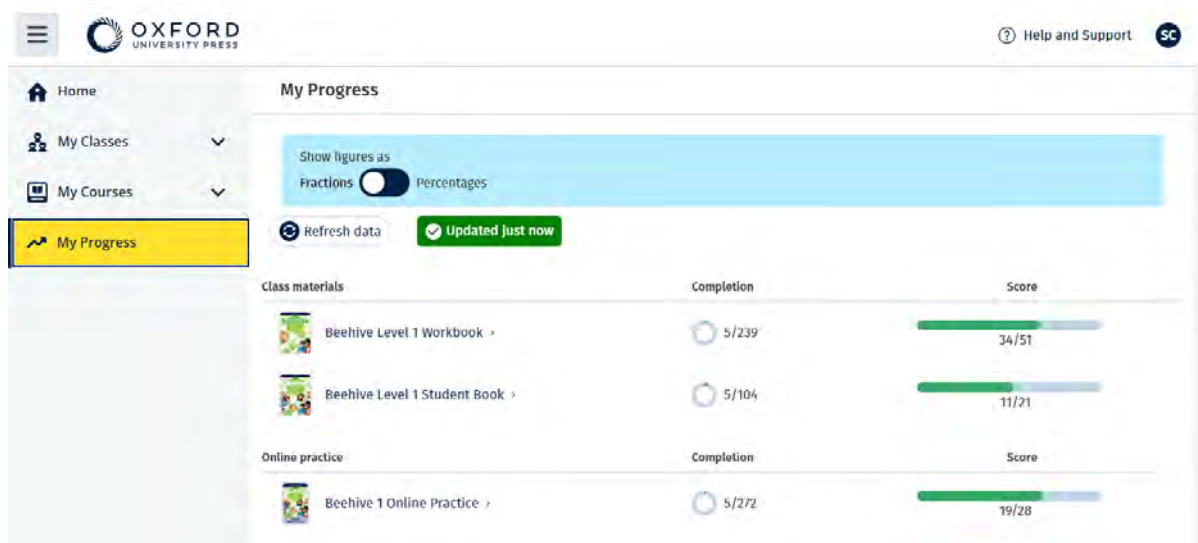 OXFORD
UNIVERSITY PRESS
Help and Support
SC
Home
My Classes
My Courses
My Progress
My Progress
Show figures as
Fractions Percentages
Refresh data
Updated just now
Class materials Completion Score
Beehive Level 1 Workbook › 5/239 34/51
Beehive Level 1 Student Book › 5/104 11/21
Online practice Completion Score
Beehive 1 Online Practice › 5/272 19/28